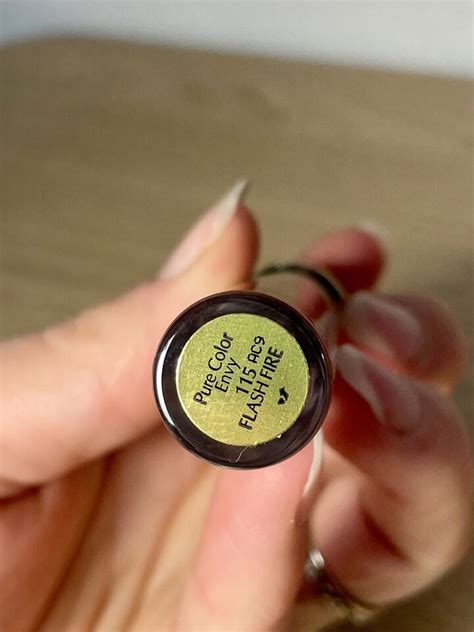 Pure Color
Envy
115 AC9
FLASH FIRE